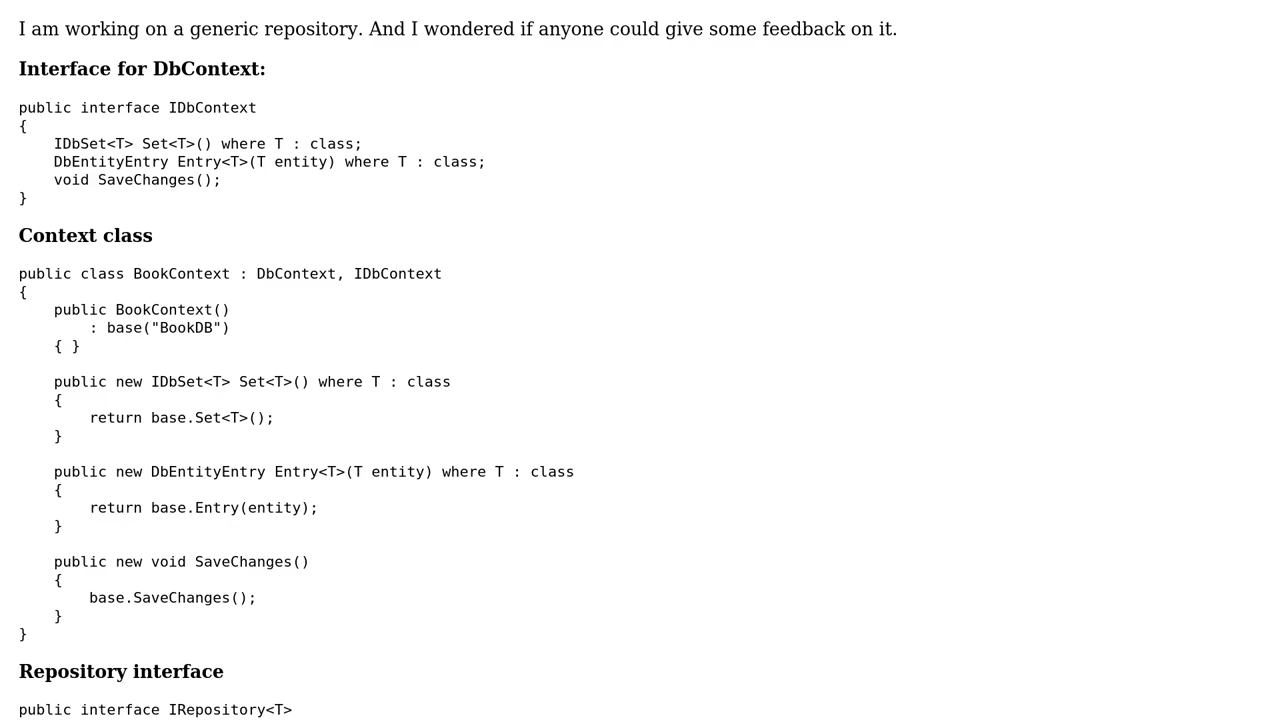 I am working on a generic repository. And I wondered if anyone could give some feedback on it.
Interface for DbContext:
public interface IDbContext
{
    IDbSet<T> Set<T>() where T : class;
    DbEntityEntry Entry<T>(T entity) where T : class;
    void SaveChanges();
}
Context class
public class BookContext : DbContext, IDbContext
{
    public BookContext()
        : base("BookDB")
    { }

    public new IDbSet<T> Set<T>() where T : class
    {
        return base.Set<T>();
    }

    public new DbEntityEntry Entry<T>(T entity) where T : class
    {
        return base.Entry(entity);
    }

    public new void SaveChanges()
    {
        base.SaveChanges();
    }
}
Repository interface
public interface IRepository<T>